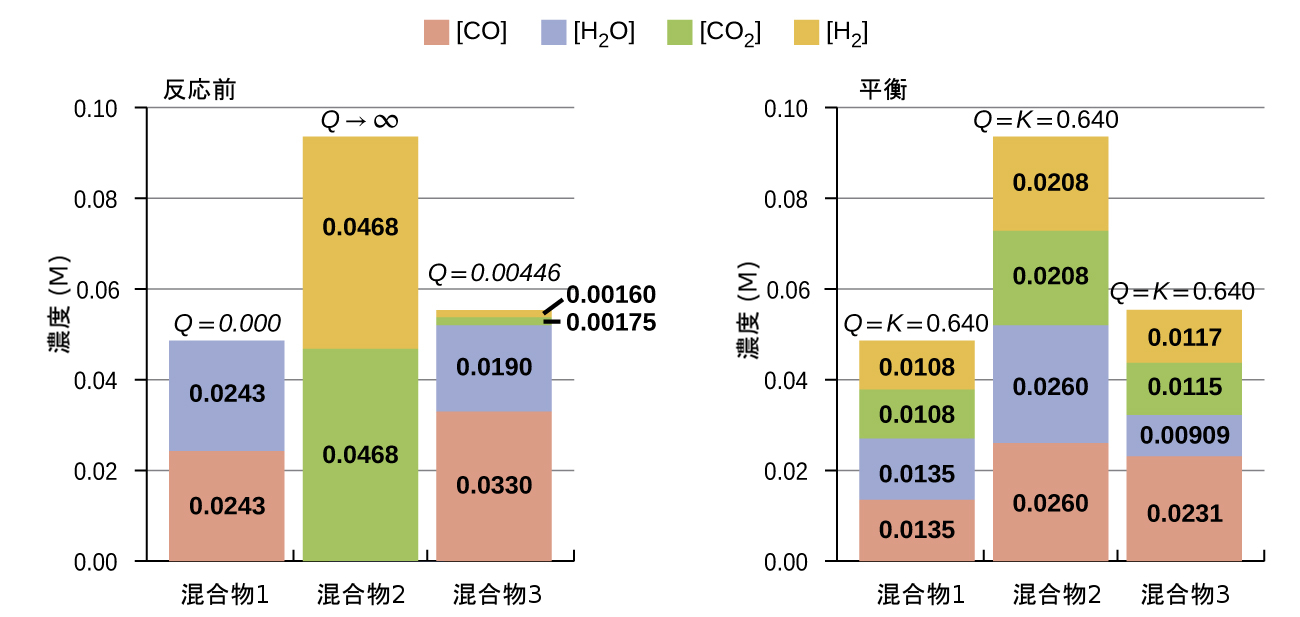 [CO] [H₂O] [CO₂] [H₂]
反応前
濃度 (M)
0.10
0.08
0.06
0.04
0.02
0.00
Q = 0.000
0.0243
0.0243
混合物1
Q → ∞
0.0468
0.0468
混合物2
Q = 0.00446
0.00160
0.00175
0.0190
0.0330
混合物3
平衡
濃度 (M)
0.10
0.08
0.06
0.04
0.02
0.00
Q = K = 0.640
0.0108
0.0108
0.0135
0.0135
混合物1
Q = K = 0.640
0.0208
0.0208
0.0260
0.0260
混合物2
Q = K = 0.640
0.0117
0.0115
0.00909
0.0231
混合物3